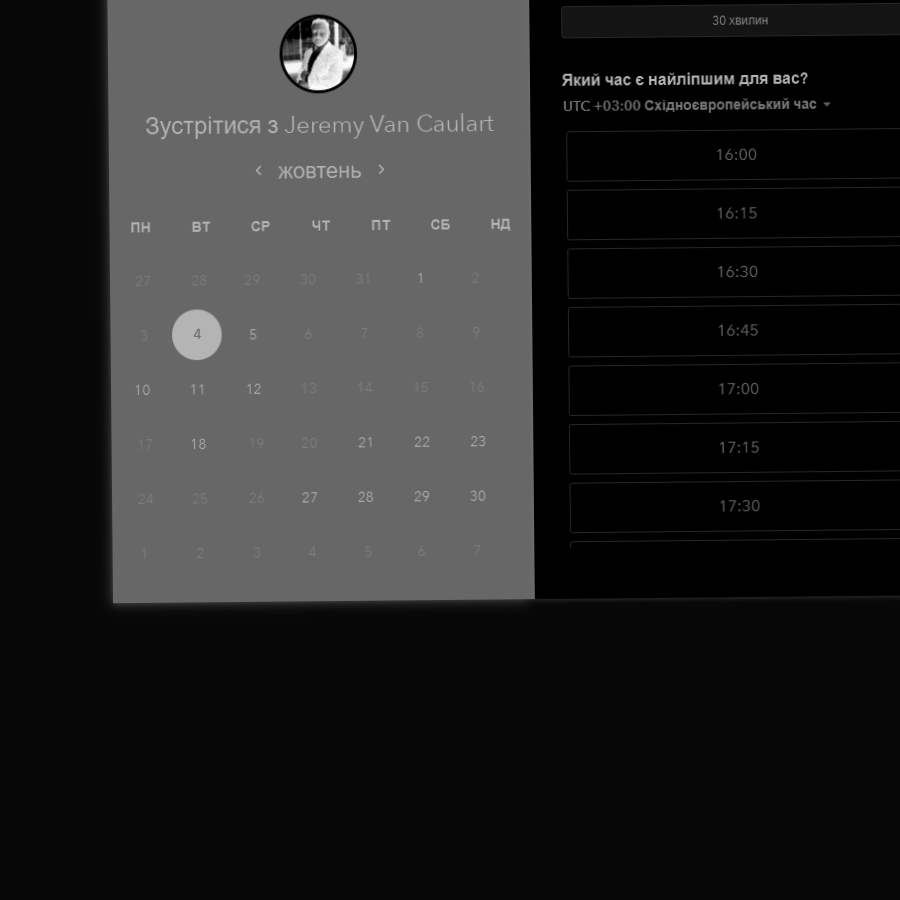 Зустрітися з Jeremy Van Caulart
жовтень
ПН ВТ СР ЧТ ПТ СБ НД
27 28 29 30 31 1 2
3 4 5 6 7 8 9
10 11 12 13 14 15 16
17 18 19 20 21 22 23
24 25 26 27 28 29 30
1 2 3 4 5 6 7
30 хвилин
Який час є найліпшим для вас?
UTC +03:00 Східноєвропейський час
16:00
16:15
16:30
16:45
17:00
17:15
17:30